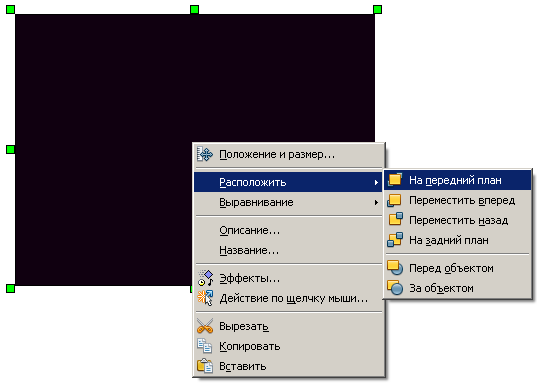 Положение и размер...
Расположить
Выравнивание
Описание...
Название...
Эффекты...
Действие по щелчку мыши...
Вырезать
Копировать
Вставить
На передний план
Переместить вперед
Переместить назад
На задний план
Перед объектом
За объектом